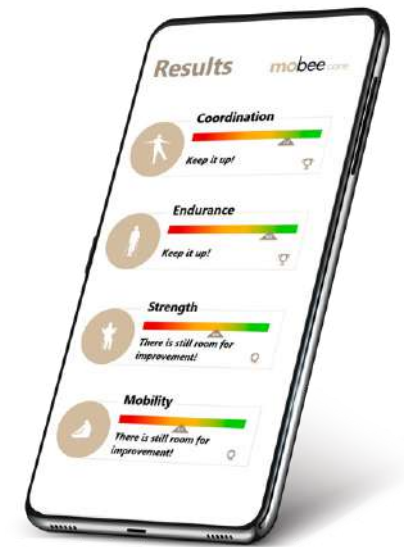 Results
mobee care
Coordination
Keep it up!
Endurance
Keep it up!
Strength
There is still room for
improvement!
Mobility
There is still room for
improvement!